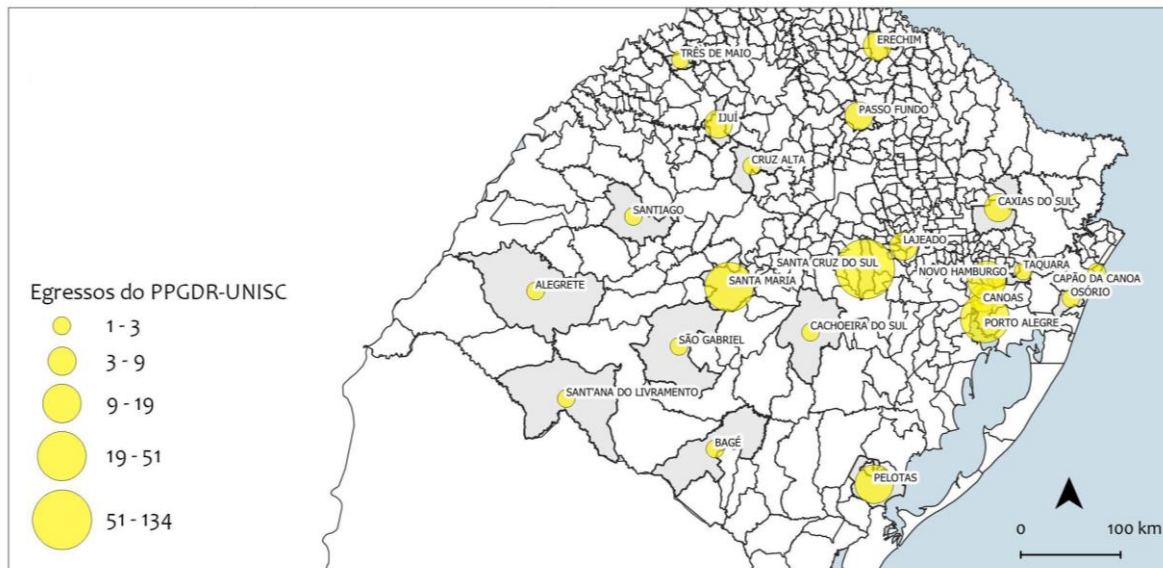 ERECHIM
TRÊS DE MAIO
PASSO FUNDO
IJUÍ
CRUZ ALTA
CAXIAS DO SUL
SANTIAGO
LAJEADO
SANTA CRUZ DO SUL
TAQUARA
NOVO HAMBURGO
CAPÃO DA CANOA
SANTA MARIA
ALEGRETE
OSÓRIO
CANOAS
PORTO ALEGRE
CACHOEIRA DO SUL
SÃO GABRIEL
SANT'ANA DO LIVRAMENTO
BAGÉ
PELOTAS
Egressos do PPGDR-UNISC
1 - 3
3 - 9
9 - 19
19 - 51
51 - 134
0 100 km